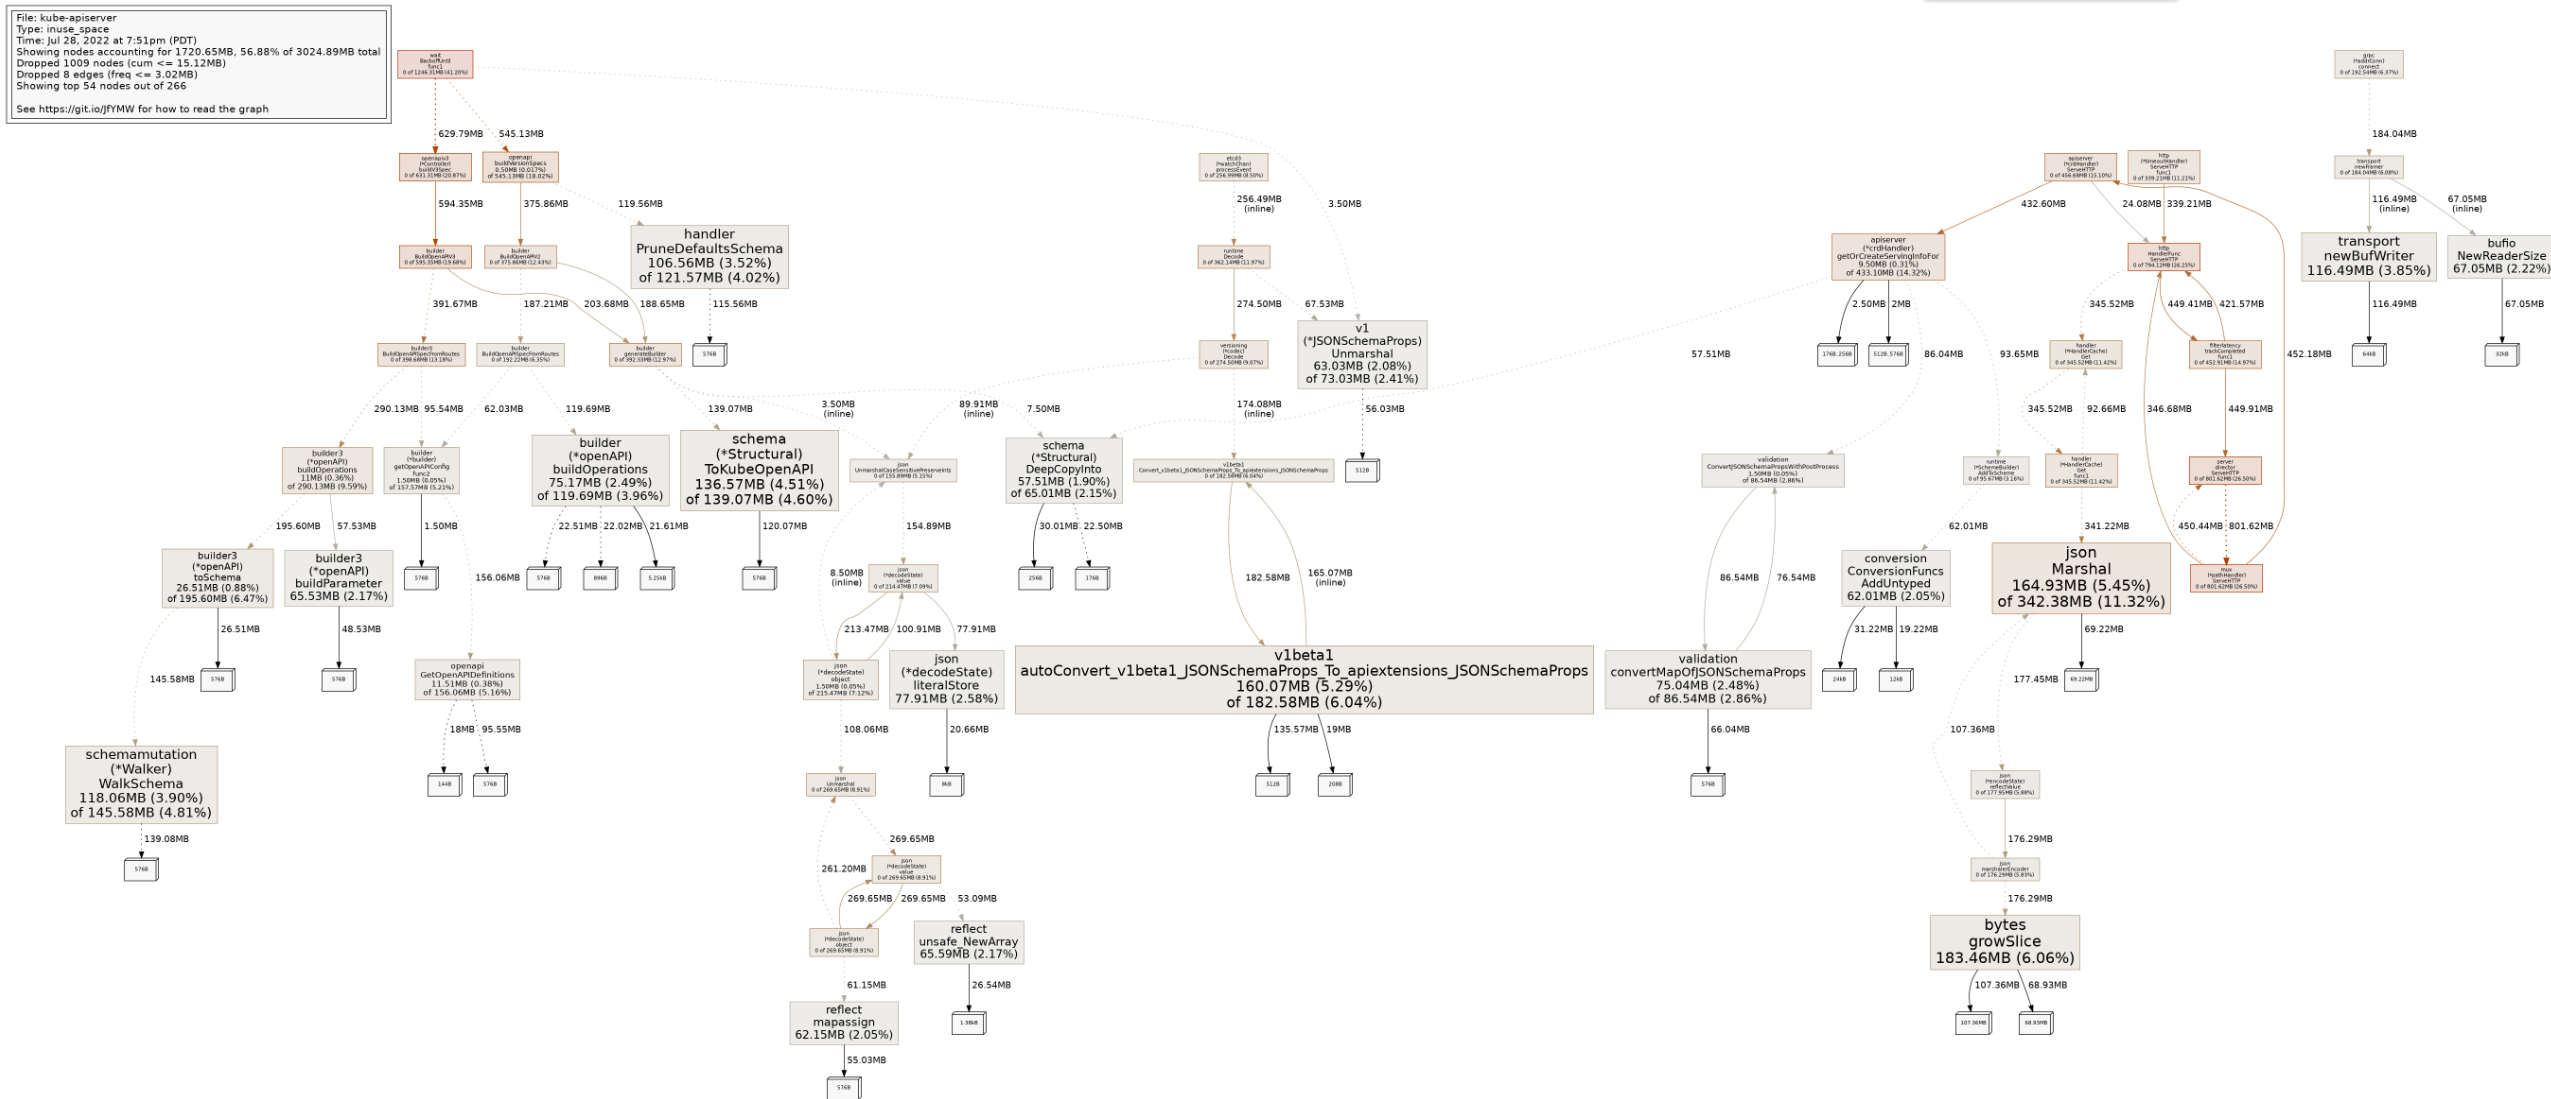 File: kube-apiserver
Type: inuse_space
Time: Jul 28, 2022 at 7:51pm (PDT)
Showing nodes accounting for 1720.65MB, 56.88% of 3024.89MB total
Dropped 1009 nodes (cum <= 15.12MB)
Dropped 8 edges (freq <= 3.02MB)
Showing top 54 nodes out of 266
See https://git.io/JfYMW for how to read the graph
wait
BackoffUntil
func1
0 of 1246.31MB (41.20%)
grpc
(*addrConn)
connect
0 of 192.54MB (6.37%)
629.79MB
545.13MB
184.04MB
openapiv3
(*Controller)
buildV3Spec
0 of 631.31MB (20.87%)
openapi
buildVersionSpecs
0.50MB (0.017%)
of 545.13MB (18.02%)
etcd3
(*watchChan)
processEvent
0 of 256.99MB (8.50%)
apiserver
(*crdHandler)
ServeHTTP
0 of 456.68MB (15.10%)
http
(*timeoutHandler)
ServeHTTP
func1
0 of 339.21MB (11.21%)
transport
newFramer
0 of 184.04MB (6.08%)
594.35MB
375.86MB
119.56MB
256.49MB
(inline)
3.50MB
432.60MB
24.08MB
339.21MB
116.49MB
(inline)
67.05MB
(inline)
builder
BuildOpenAPIV3
0 of 595.35MB (19.68%)
builder
BuildOpenAPIV2
0 of 375.86MB (12.43%)
handler
PruneDefaultsSchema
106.56MB (3.52%)
of 121.57MB (4.02%)
runtime
Decode
0 of 362.14MB (11.97%)
apiserver
(*crdHandler)
getOrCreateServingInfoFor
9.50MB (0.31%)
of 433.10MB (14.32%)
http
HandlerFunc
ServeHTTP
0 of 794.12MB (26.25%)
transport
newBufWriter
116.49MB (3.85%)
bufio
NewReaderSize
67.05MB (2.22%)
391.67MB
187.21MB
203.68MB
188.65MB
115.56MB
274.50MB
67.53MB
2.50MB
2MB
345.52MB
449.41MB
421.57MB
116.49MB
67.05MB
builder3
BuildOpenAPISpecFromRoutes
0 of 398.68MB (13.18%)
builder
BuildOpenAPISpecFromRoutes
0 of 192.22MB (6.35%)
builder
generateBuilder
0 of 392.33MB (12.97%)
576B
versioning
(*codec)
Decode
0 of 274.50MB (9.07%)
v1
(*JSONSchemaProps)
Unmarshal
63.03MB (2.08%)
of 73.03MB (2.41%)
57.51MB
176B..256B
512B..576B
86.04MB
93.65MB
handler
(*HandlerCache)
Get
0 of 345.52MB (11.42%)
filterlatency
trackCompleted
func1
0 of 452.91MB (14.97%)
452.18MB
64kB
32kB
290.13MB
95.54MB
62.03MB
119.69MB
139.07MB
3.50MB
(inline)
89.91MB
(inline)
7.50MB
174.08MB
(inline)
56.03MB
345.52MB
92.66MB
346.68MB
449.91MB
builder3
(*openAPI)
buildOperations
11MB (0.36%)
of 290.13MB (9.59%)
builder
(*builder)
getOpenAPIConfig
func2
1.50MB (0.05%)
of 157.57MB (5.21%)
builder
(*openAPI)
buildOperations
75.17MB (2.49%)
of 119.69MB (3.96%)
schema
(*Structural)
ToKubeOpenAPI
136.57MB (4.51%)
of 139.07MB (4.60%)
json
UnmarshalCaseSensitivePreserveInts
0 of 155.89MB (5.15%)
schema
(*Structural)
DeepCopyInto
57.51MB (1.90%)
of 65.01MB (2.15%)
v1beta1
Convert_v1beta1_JSONSchemaProps_To_apiextensions_JSONSchemaProps
0 of 182.58MB (6.04%)
512B
validation
ConvertJSONSchemaPropsWithPostProcess
1.50MB (0.05%)
of 86.54MB (2.86%)
runtime
(*SchemeBuilder)
AddToScheme
0 of 95.67MB (3.16%)
handler
(*HandlerCache)
Get
func1
0 of 345.52MB (11.42%)
server
director
ServeHTTP
0 of 801.62MB (26.50%)
195.60MB
57.53MB
1.50MB
22.51MB
22.02MB
21.61MB
120.07MB
154.89MB
30.01MB
22.50MB
62.01MB
341.22MB
450.44MB
801.62MB
builder3
(*openAPI)
toSchema
26.51MB (0.88%)
of 195.60MB (6.47%)
builder3
(*openAPI)
buildParameter
65.53MB (2.17%)
576B
156.06MB
576B
896B
5.25kB
576B
8.50MB
(inline)
json
(*decodeState)
value
0 of 214.47MB (7.09%)
256B
176B
182.58MB
165.07MB
(inline)
86.54MB
76.54MB
conversion
ConversionFuncs
AddUntyped
62.01MB (2.05%)
json
Marshal
164.93MB (5.45%)
of 342.38MB (11.32%)
mux
(*pathHandler)
ServeHTTP
0 of 801.62MB (26.50%)
26.51MB
48.53MB
213.47MB
100.91MB
77.91MB
31.22MB
19.22MB
69.22MB
145.58MB
576B
576B
openapi
GetOpenAPIDefinitions
11.51MB (0.38%)
of 156.06MB (5.16%)
json
(*decodeState)
object
1.50MB (0.05%)
of 215.47MB (7.12%)
json
(*decodeState)
literalStore
77.91MB (2.58%)
v1beta1
autoConvert_v1beta1_JSONSchemaProps_To_apiextensions_JSONSchemaProps
160.07MB (5.29%)
of 182.58MB (6.04%)
validation
convertMapOfJSONSchemaProps
75.04MB (2.48%)
of 86.54MB (2.86%)
24kB
12kB
177.45MB
69.22MB
18MB
95.55MB
108.06MB
20.66MB
135.57MB
19MB
66.04MB
107.36MB
schemamutation
(*Walker)
WalkSchema
118.06MB (3.90%)
of 145.58MB (4.81%)
144B
576B
json
Unmarshal
0 of 269.65MB (8.91%)
8kB
512B
208B
576B
json
(*encodeState)
reflectValue
0 of 177.95MB (5.88%)
139.08MB
269.65MB
176.29MB
576B
261.20MB
json
(*decodeState)
value
0 of 269.65MB (8.91%)
json
marshalerEncoder
0 of 176.29MB (5.83%)
269.65MB
269.65MB
53.09MB
176.29MB
json
(*decodeState)
object
0 of 269.65MB (8.91%)
reflect
unsafe_NewArray
65.59MB (2.17%)
bytes
growSlice
183.46MB (6.06%)
61.15MB
26.54MB
107.36MB
68.93MB
reflect
mapassign
62.15MB (2.05%)
1.38kB
107.36MB
68.93MB
55.03MB
576B